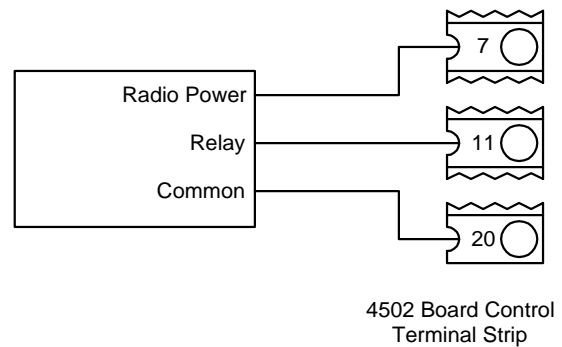 Radio Power
7
Relay
11
Common
20
4502 Board Control
Terminal Strip